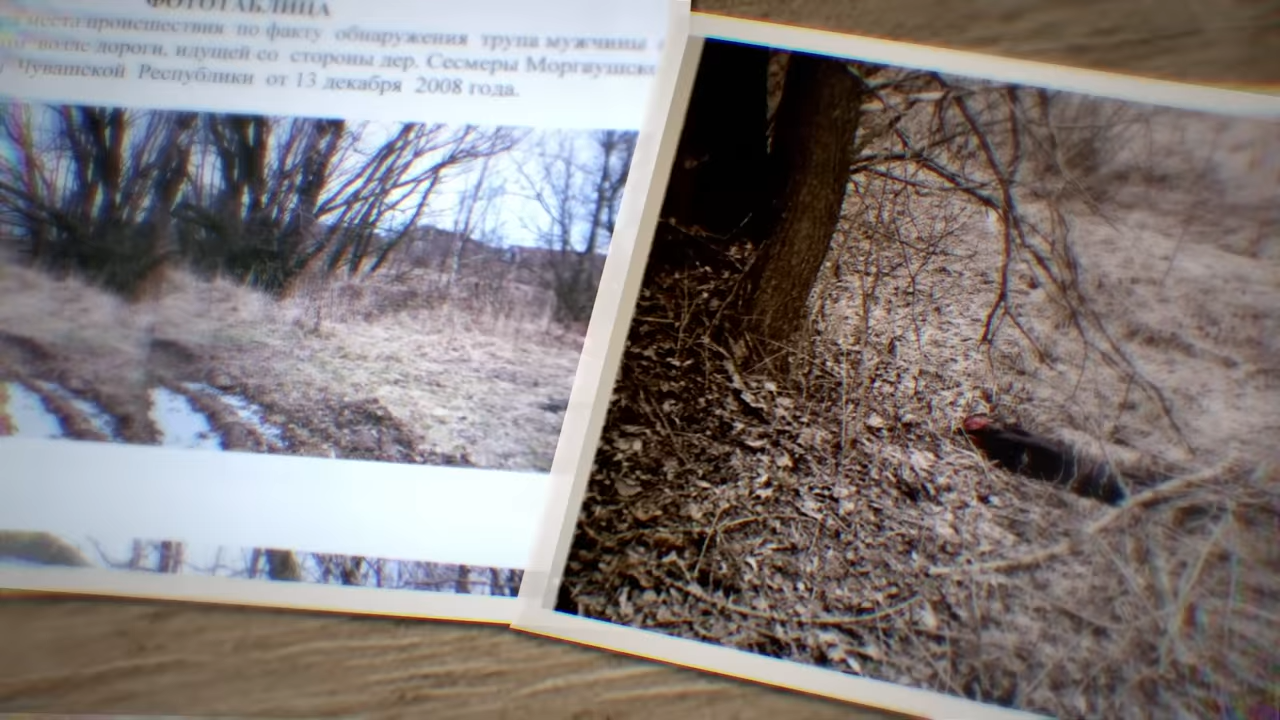 ФОТОТАБЛИЦА
места происшествия по факту обнаружения трупа мужчины
возле дороги, идущей со стороны дер. Сесмеры Моргаушско
Чувашской Республики от 13 декабря 2008 года.